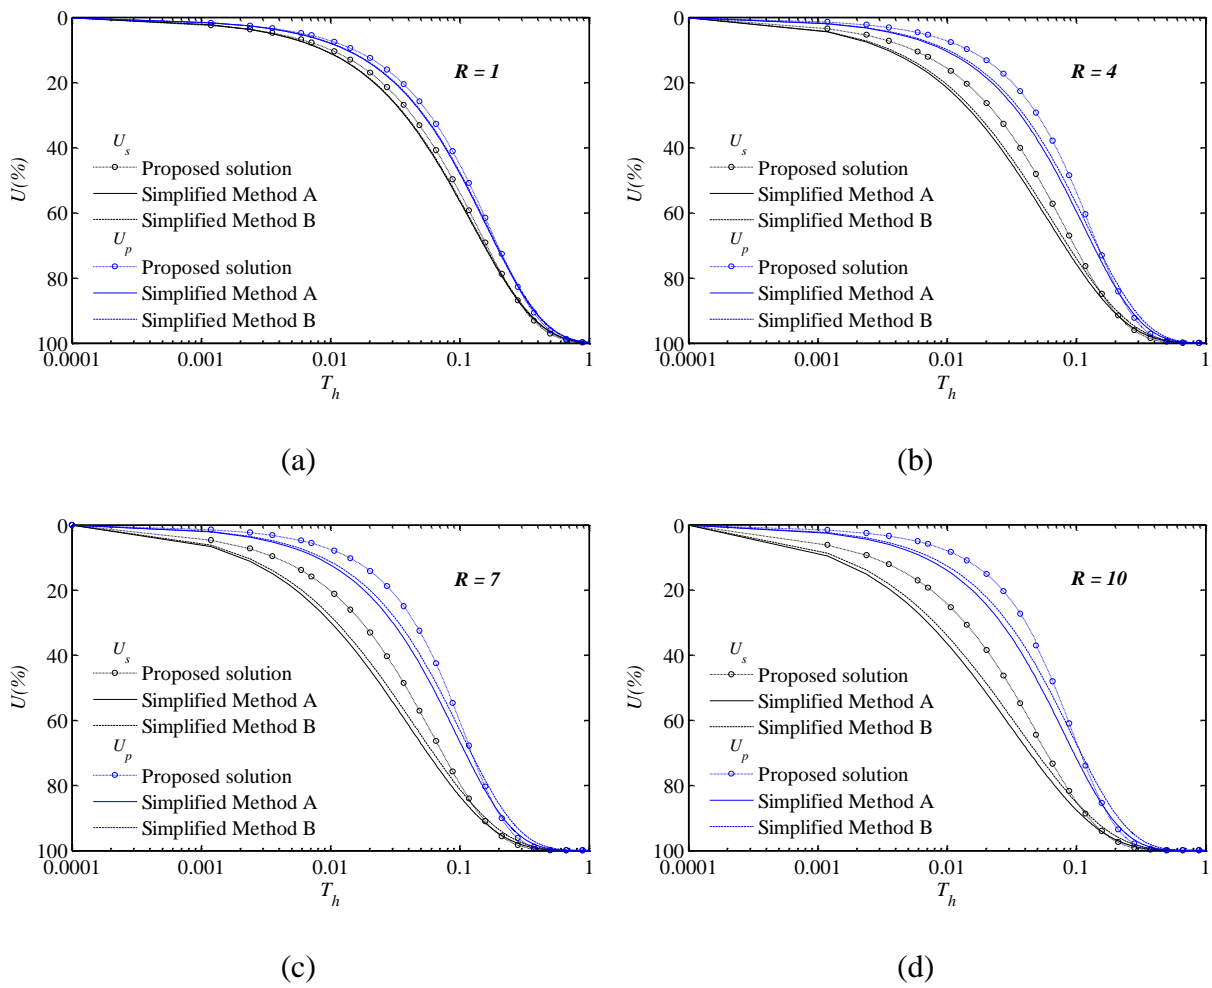 0
20
40
60
80
100
U(%)
R = 1
U_s
Proposed solution
Simplified Method A
Simplified Method B
U_p
Proposed solution
Simplified Method A
Simplified Method B
0.0001 0.001 0.01 0.1 1
T_h
(a)
0
20
40
60
80
100
U(%)
R = 4
U_s
Proposed solution
Simplified Method A
Simplified Method B
U_p
Proposed solution
Simplified Method A
Simplified Method B
0.0001 0.001 0.01 0.1 1
T_h
(b)
0
20
40
60
80
100
U(%)
R = 7
U_s
Proposed solution
Simplified Method A
Simplified Method B
U_p
Proposed solution
Simplified Method A
Simplified Method B
0.0001 0.001 0.01 0.1 1
T_h
(c)
0
20
40
60
80
100
U(%)
R = 10
U_s
Proposed solution
Simplified Method A
Simplified Method B
U_p
Proposed solution
Simplified Method A
Simplified Method B
0.0001 0.001 0.01 0.1 1
T_h
(d)